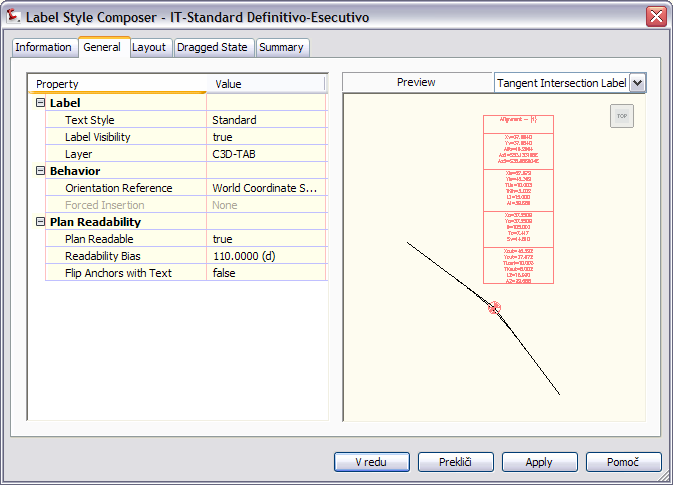 Label Style Composer - IT-Standard Definitivo-Esecutivo
Information General Layout Dragged State Summary
Property Value
Label
Text Style Standard
Label Visibility true
Layer C3D-TAB
Behavior
Orientation Reference World Coordinate S...
Forced Insertion None
Plan Readability
Plan Readable true
Readability Bias 110.0000 (d)
Flip Anchors with Text false
Preview Tangent Intersection Label
TOP
Alignment - (1)
V redu Prekliči Apply Pomoč